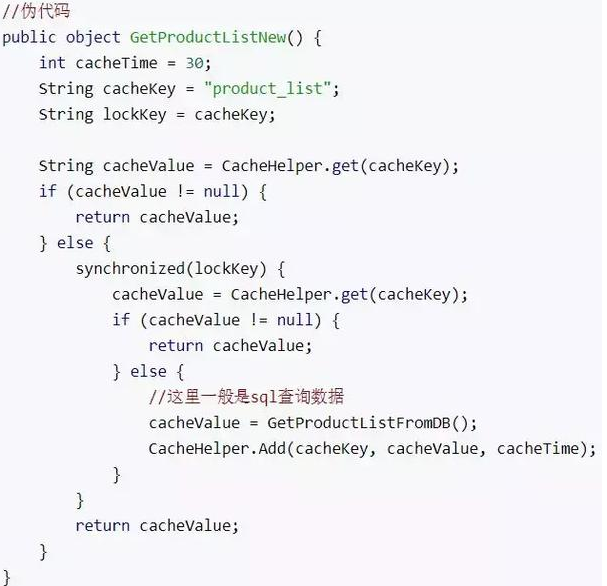 //伪代码
public object GetProductListNew() {
    int cacheTime = 30;
    String cacheKey = "product_list";
    String lockKey = cacheKey;

    String cacheValue = CacheHelper.get(cacheKey);
    if (cacheValue != null) {
        return cacheValue;
    } else {
        synchronized(lockKey) {
            cacheValue = CacheHelper.get(cacheKey);
            if (cacheValue != null) {
                return cacheValue;
            } else {
                //这里一般是sql查询数据
                cacheValue = GetProductListFromDB();
                CacheHelper.Add(cacheKey, cacheValue, cacheTime);
            }
        }
        return cacheValue;
    }
}